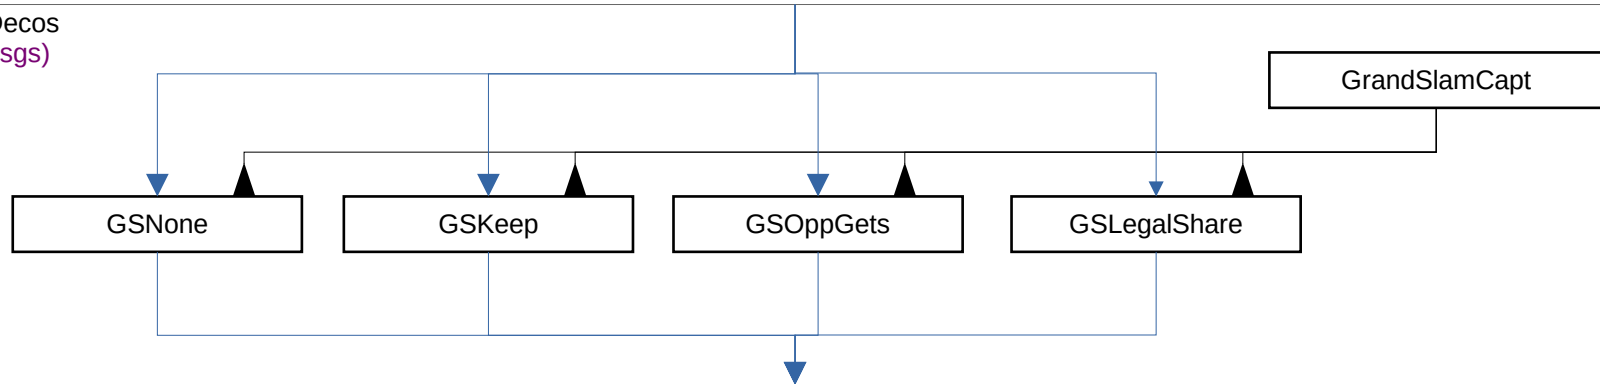 ecos
sgs)
GrandSlamCapt
GSNone
GSKeep
GSOppGets
GSLegalShare